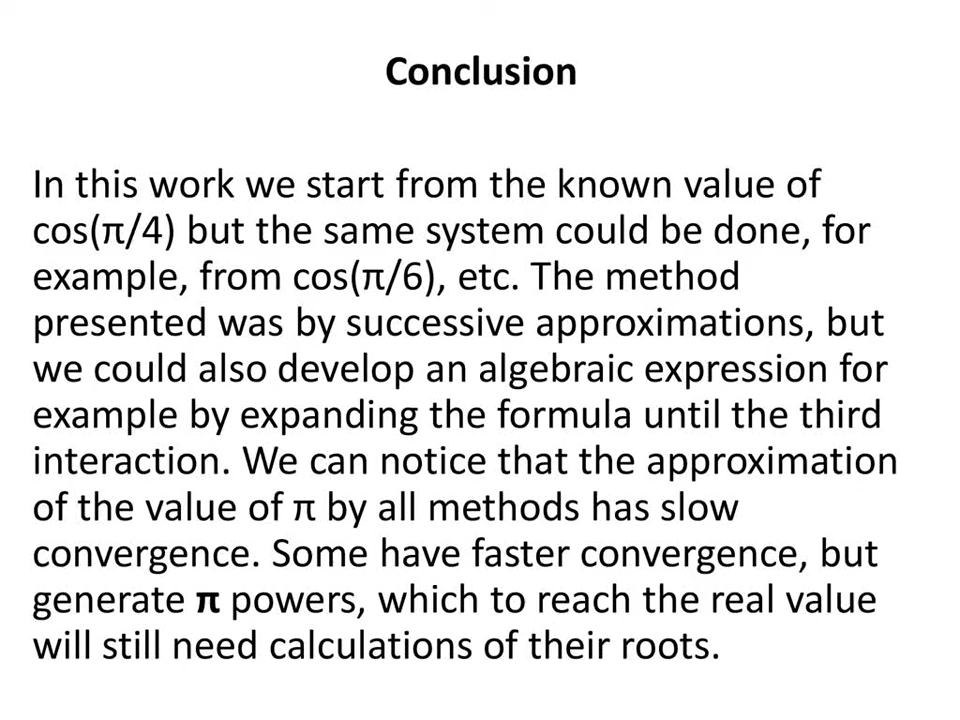 Conclusion
In this work we start from the known value of
cos(π/4) but the same system could be done, for
example, from cos(π/6), etc. The method
presented was by successive approximations, but
we could also develop an algebraic expression for
example by expanding the formula until the third
interaction. We can notice that the approximation
of the value of π by all methods has slow
convergence. Some have faster convergence, but
generate π powers, which to reach the real value
will still need calculations of their roots.